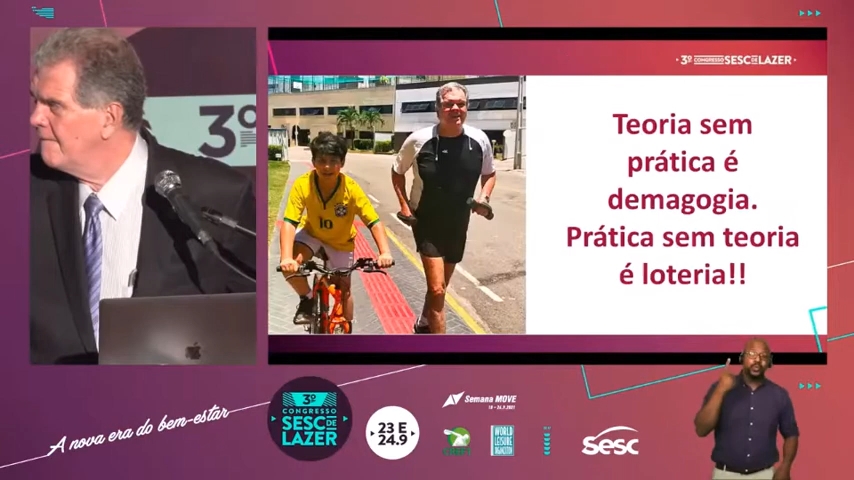 3º CONGRESSO SESC DE LAZER
3º
Teoria sem
prática é
demagogia.
Prática sem teoria
é loteria!!
10
A nova era do bem-estar
3º
CONGRESSO
SESC DE
LAZER
23 E
24.9
Semana MOVE
WORLD
LEISURE
ORGANIZATION
Sesc